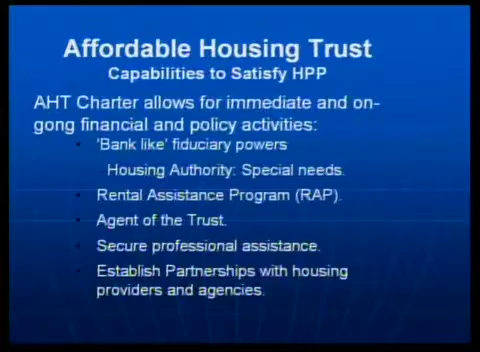 Affordable Housing Trust
Capabilities to Satisfy HPP
AHT Charter allows for immediate and on-
gong financial and policy activities:
• 'Bank like' fiduciary powers
Housing Authority: Special needs.
• Rental Assistance Program (RAP).
• Agent of the Trust.
• Secure professional assistance.
• Establish Partnerships with housing
providers and agencies.